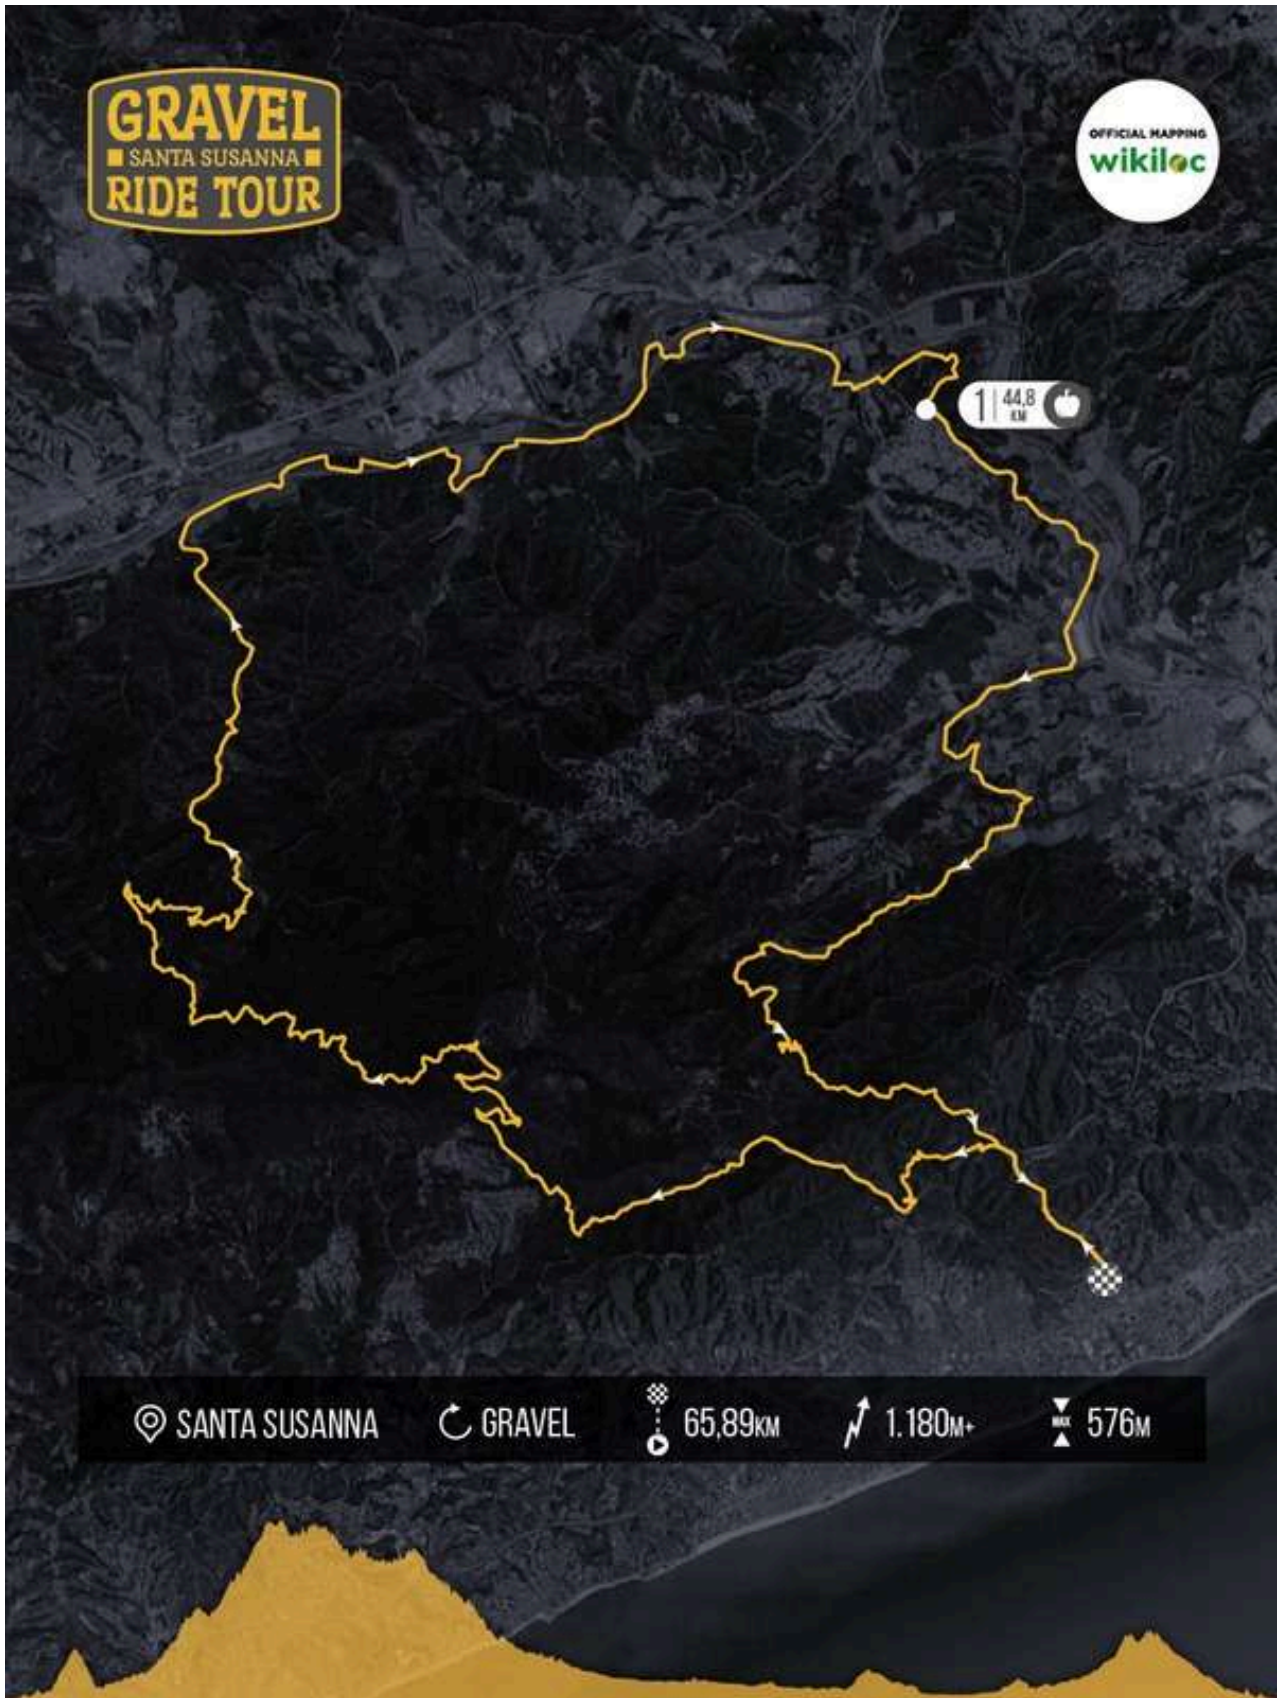 GRAVEL
SANTA SUSANNA
RIDE TOUR
OFFICIAL MAPPING
wikiloc
1 44,8
KM
SANTA SUSANNA GRAVEL 65,89KM 1.180M+ MAX 576M